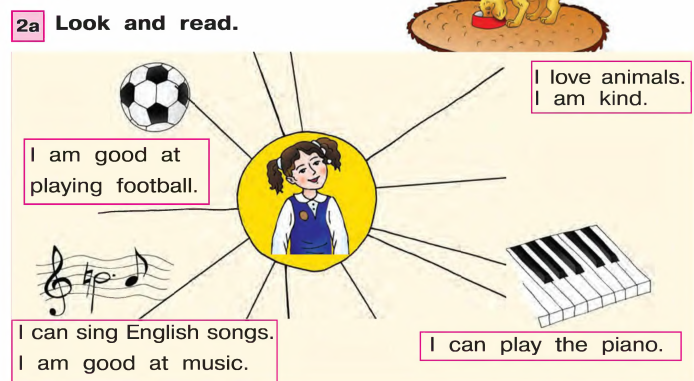 2a Look and read.
I love animals.
I am kind.
I am good at
playing football.
I can sing English songs.
I am good at music.
I can play the piano.